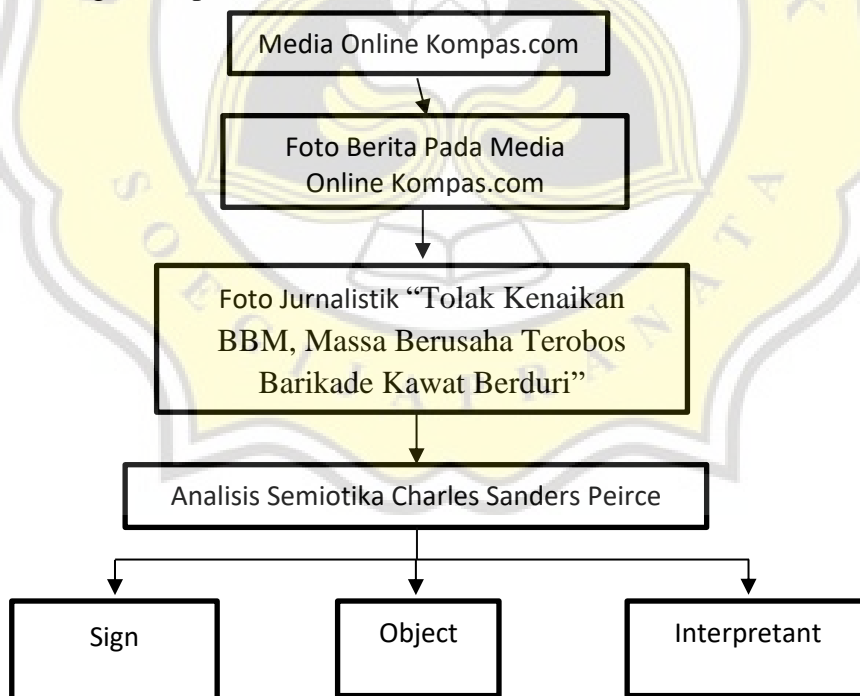 Media Online Kompas.com
Foto Berita Pada Media
Online Kompas.com
Foto Jurnalistik “Tolak Kenaikan
BBM, Massa Berusaha Terobos
Barikade Kawat Berduri”
Analisis Semiotika Charles Sanders Peirce
Sign
Object
Interpretant
SOEGIJAPRANATA